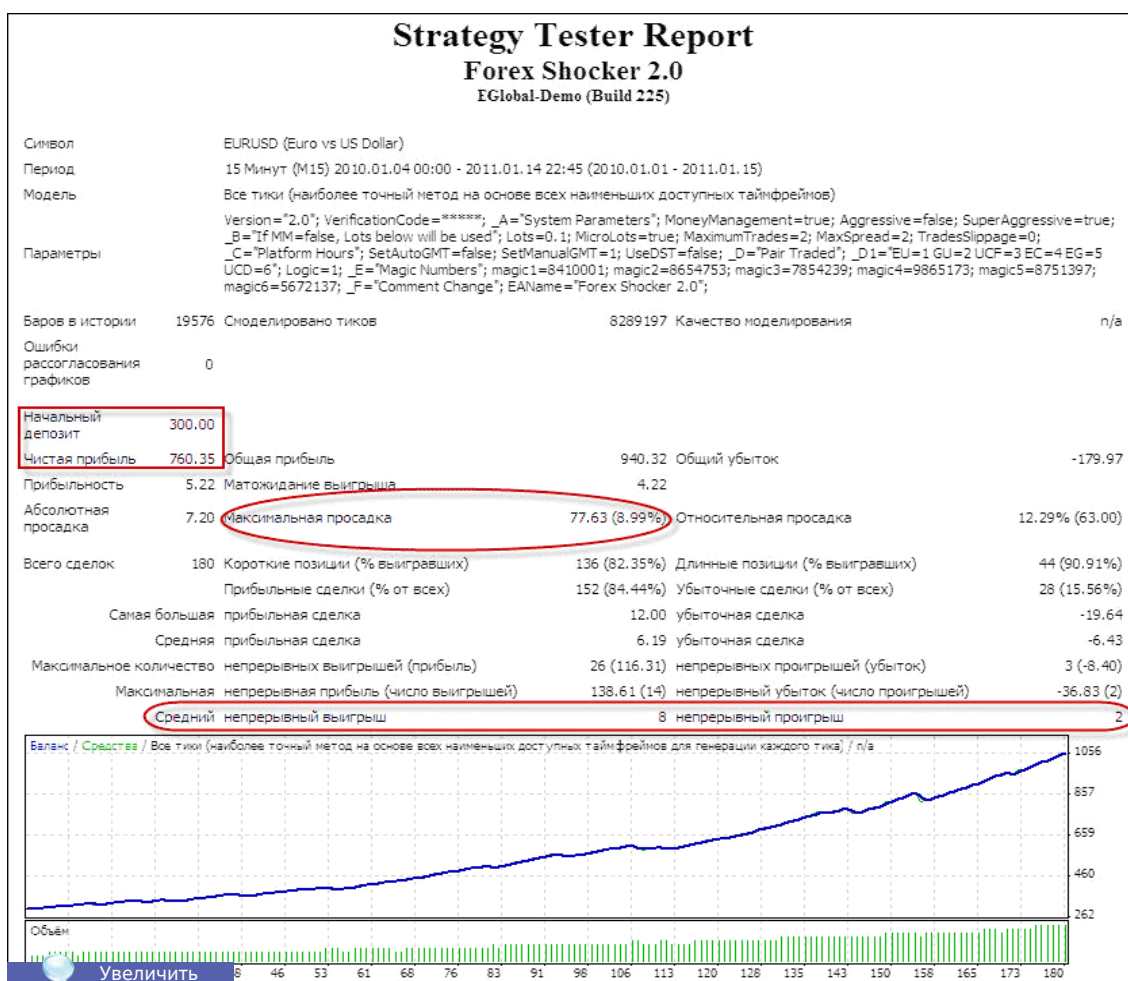 Strategy Tester Report
Forex Shocker 2.0
EGlobal-Demo (Build 225)
Символ EURUSD (Euro vs US Dollar)
Период 15 Минут (M15) 2010.01.04 00:00 - 2011.01.14 22:45 (2010.01.01 - 2011.01.15)
Модель Все тики (наиболее точный метод на основе всех наименьших доступных таймфреймов)
Параметры Version="2.0"; VerificationCode=*****; _A="System Parameters"; MoneyManagement=true; Aggressive=false; SuperAggressive=true;
_B="If MM=false, Lots below will be used"; Lots=0.1; MicroLots=true; MaximumTrades=2; MaxSpread=2; TradesSlippage=0;
_C="Platform Hours"; SetAutoGMT=false; SetManualGMT=1; UseDST=false; _D="Pair Traded"; _D1="EU=1 GU=2 UCF=3 EC=4 EG=5
UCD=6"; Logic=1; _E="Magic Numbers"; magic1=8410001; magic2=8654753; magic3=7854239; magic4=9865173; magic5=8751397;
magic6=5672137; _F="Comment Change"; EAName="Forex Shocker 2.0";
Баров в истории 19576 Смоделировано тиков 8289197 Качество моделирования n/a
Ошибки
рассогласования 0
графиков
Начальный
депозит 300.00
Чистая прибыль 760.35 Общая прибыль 940.32 Общий убыток -179.97
Прибыльность 5.22 Матожидание выигрыша 4.22
Абсолютная
просадка 7.20 Максимальная просадка 77.63 (8.99%) Относительная просадка 12.29% (63.00)
Всего сделок 180 Короткие позиции (% выигравших) 136 (82.35%) Длинные позиции (% выигравших) 44 (90.91%)
Прибыльные сделки (% от всех) 152 (84.44%) Убыточные сделки (% от всех) 28 (15.56%)
Самая большая прибыльная сделка 12.00 убыточная сделка -19.64
Средняя прибыльная сделка 6.19 убыточная сделка -6.43
Максимальное количество непрерывных выигрышей (прибыль) 26 (116.31) непрерывных проигрышей (убыток) 3 (-8.40)
Максимальная непрерывная прибыль (число выигрышей) 138.61 (14) непрерывный убыток (число проигрышей) -36.83 (2)
Средний непрерывный выигрыш 8 непрерывный проигрыш 2
Баланс / Средства / Все тики (наиболее точный метод на основе всех наименьших доступных таймфреймов для генерации каждого тика) / n/a
1056
857
659
460
262
Объём
Увеличить 38 46 53 61 68 76 83 91 98 106 113 120 128 135 143 150 158 165 173 180